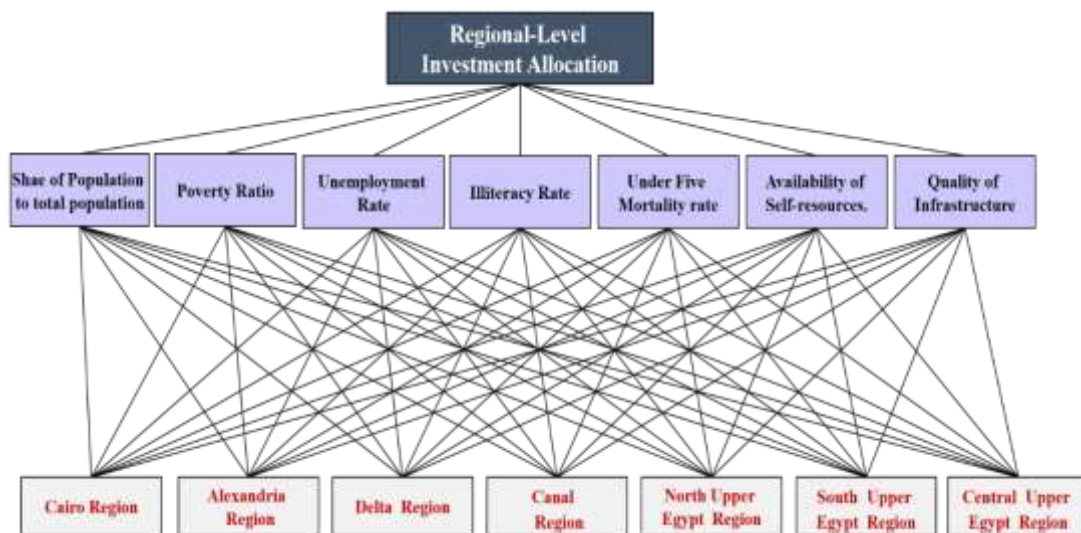 Regional-Level
Investment Allocation
Shae of Population
to total population
Poverty Ratio
Unemployment
Rate
Illiteracy Rate
Under Five
Mortality rate
Availability of
Self-resources.
Quality of
Infrastructure
Cairo Region
Alexandria
Region
Delta Region
Canal
Region
North Upper
Egypt Region
South Upper
Egypt Region
Central Upper
Egypt Region